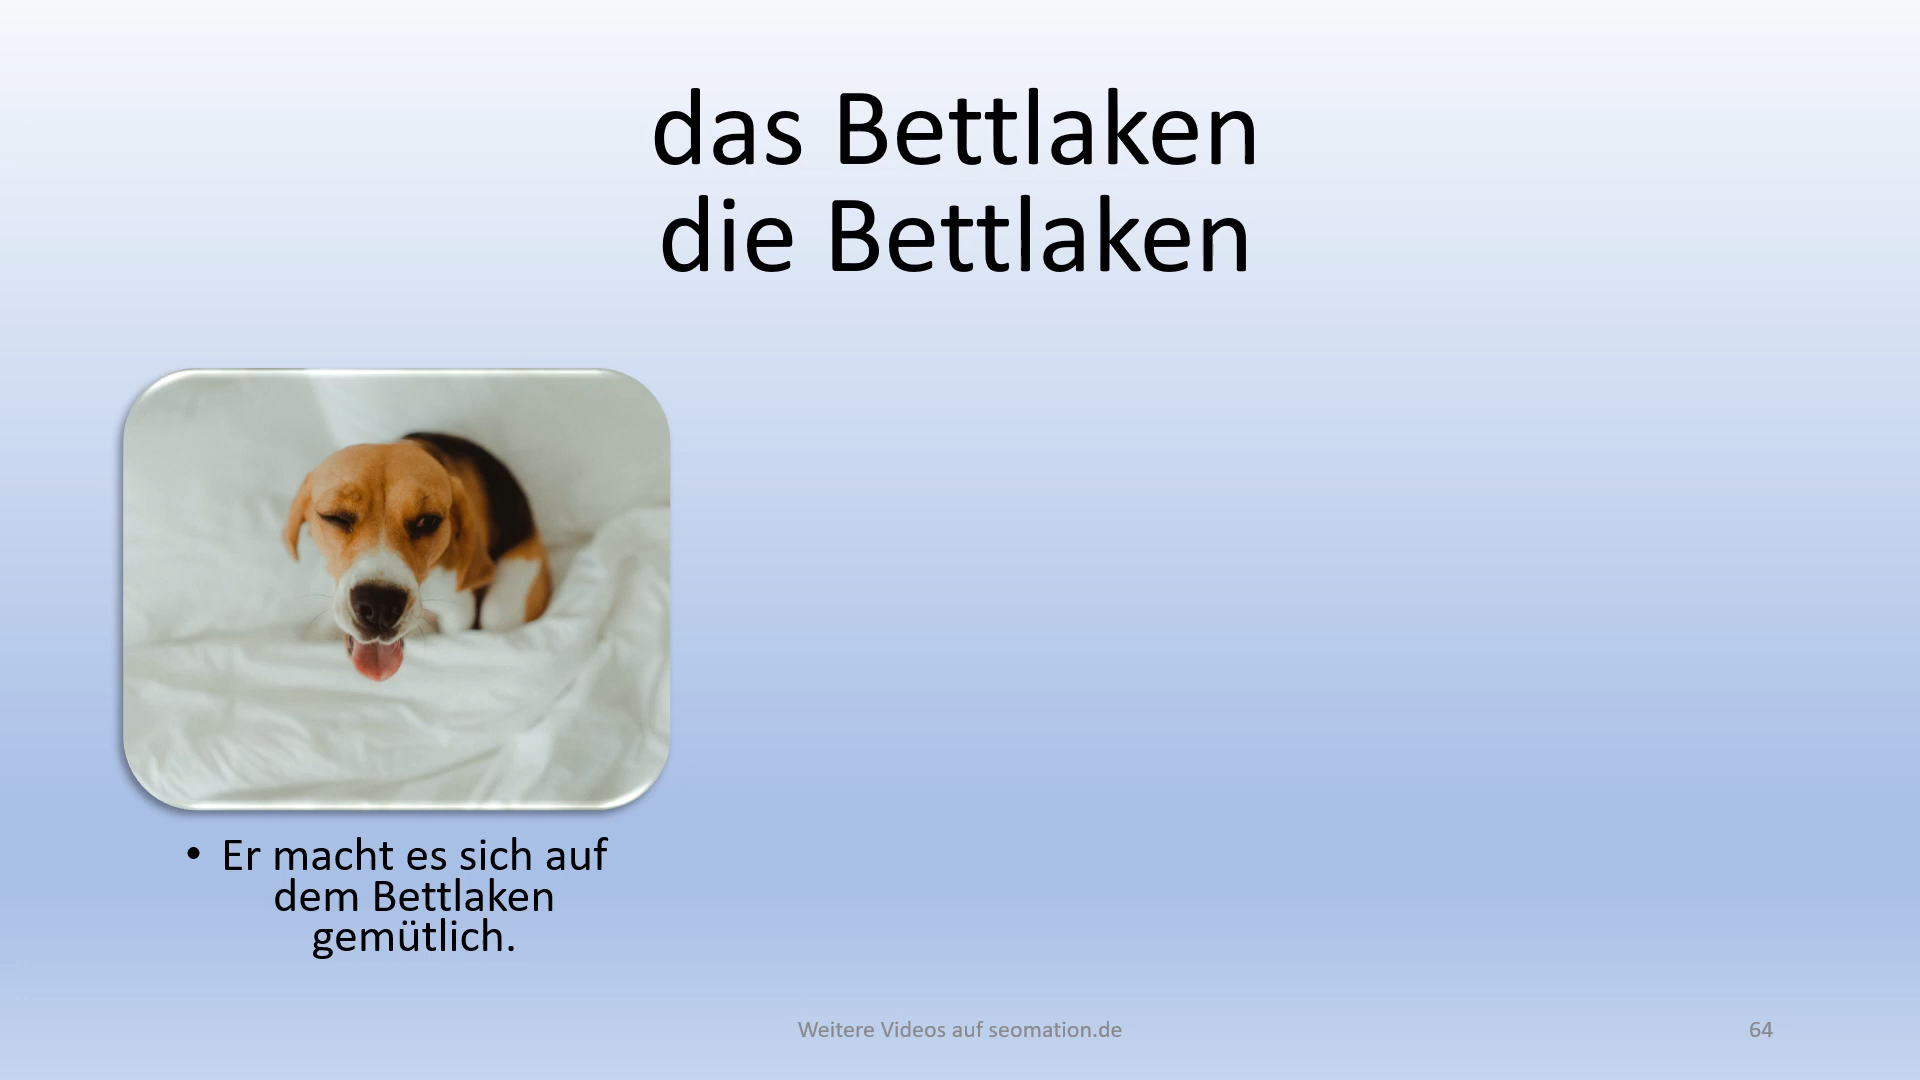 das Bettlaken
die Bettlaken
• Er macht es sich auf
dem Bettlaken
gemütlich.
Weitere Videos auf seomation.de
64